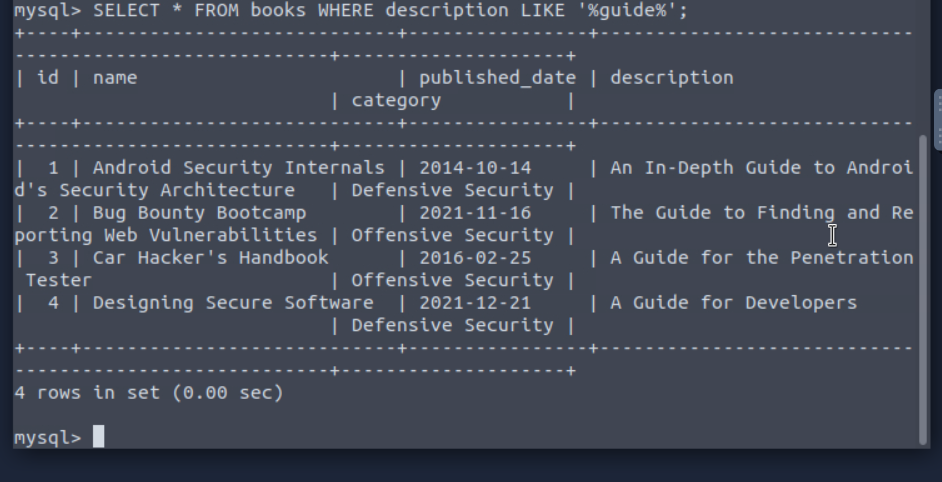 mysql> SELECT * FROM books WHERE description LIKE '%guide%';
+----+-----------------------------+----------------+----------------------------
----------------------------+--------------------+
| id | name                        | published_date | description
                            | category           |
+----+-----------------------------+----------------+----------------------------
----------------------------+--------------------+
|  1 | Android Security Internals | 2014-10-14     | An In-Depth Guide to Androi
d's Security Architecture   | Defensive Security |
|  2 | Bug Bounty Bootcamp        | 2021-11-16     | The Guide to Finding and Re
porting Web Vulnerabilities | Offensive Security |
|  3 | Car Hacker's Handbook      | 2016-02-25     | A Guide for the Penetration
 Tester                     | Offensive Security |
|  4 | Designing Secure Software  | 2021-12-21     | A Guide for Developers
                            | Defensive Security |
+----+-----------------------------+----------------+----------------------------
----------------------------+--------------------+
4 rows in set (0.00 sec)
mysql>